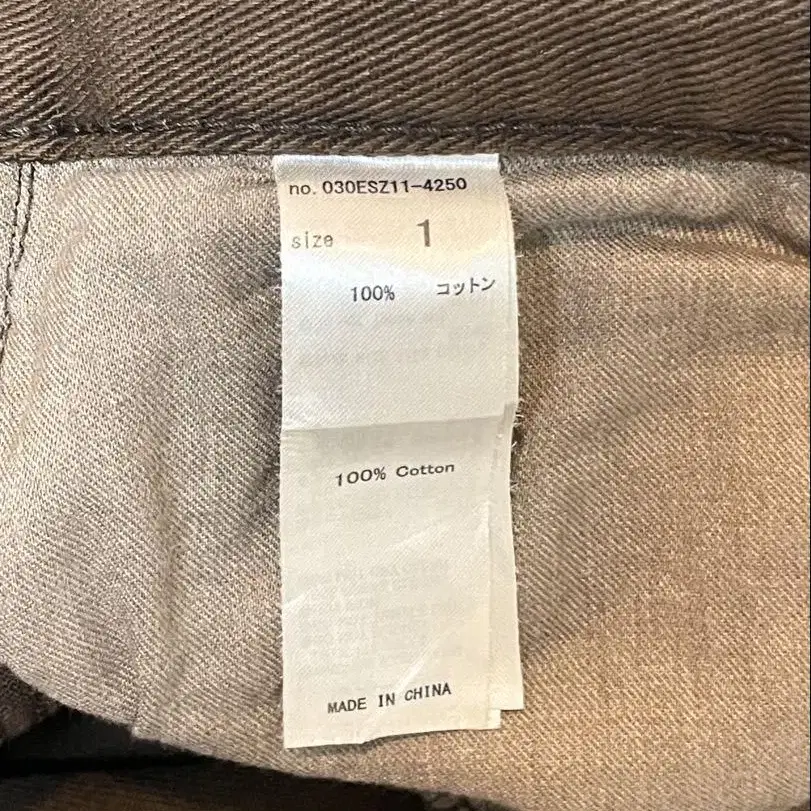 no. 030ESZ11-4250
size 1
100% コットン
100% Cotton
MADE IN CHINA